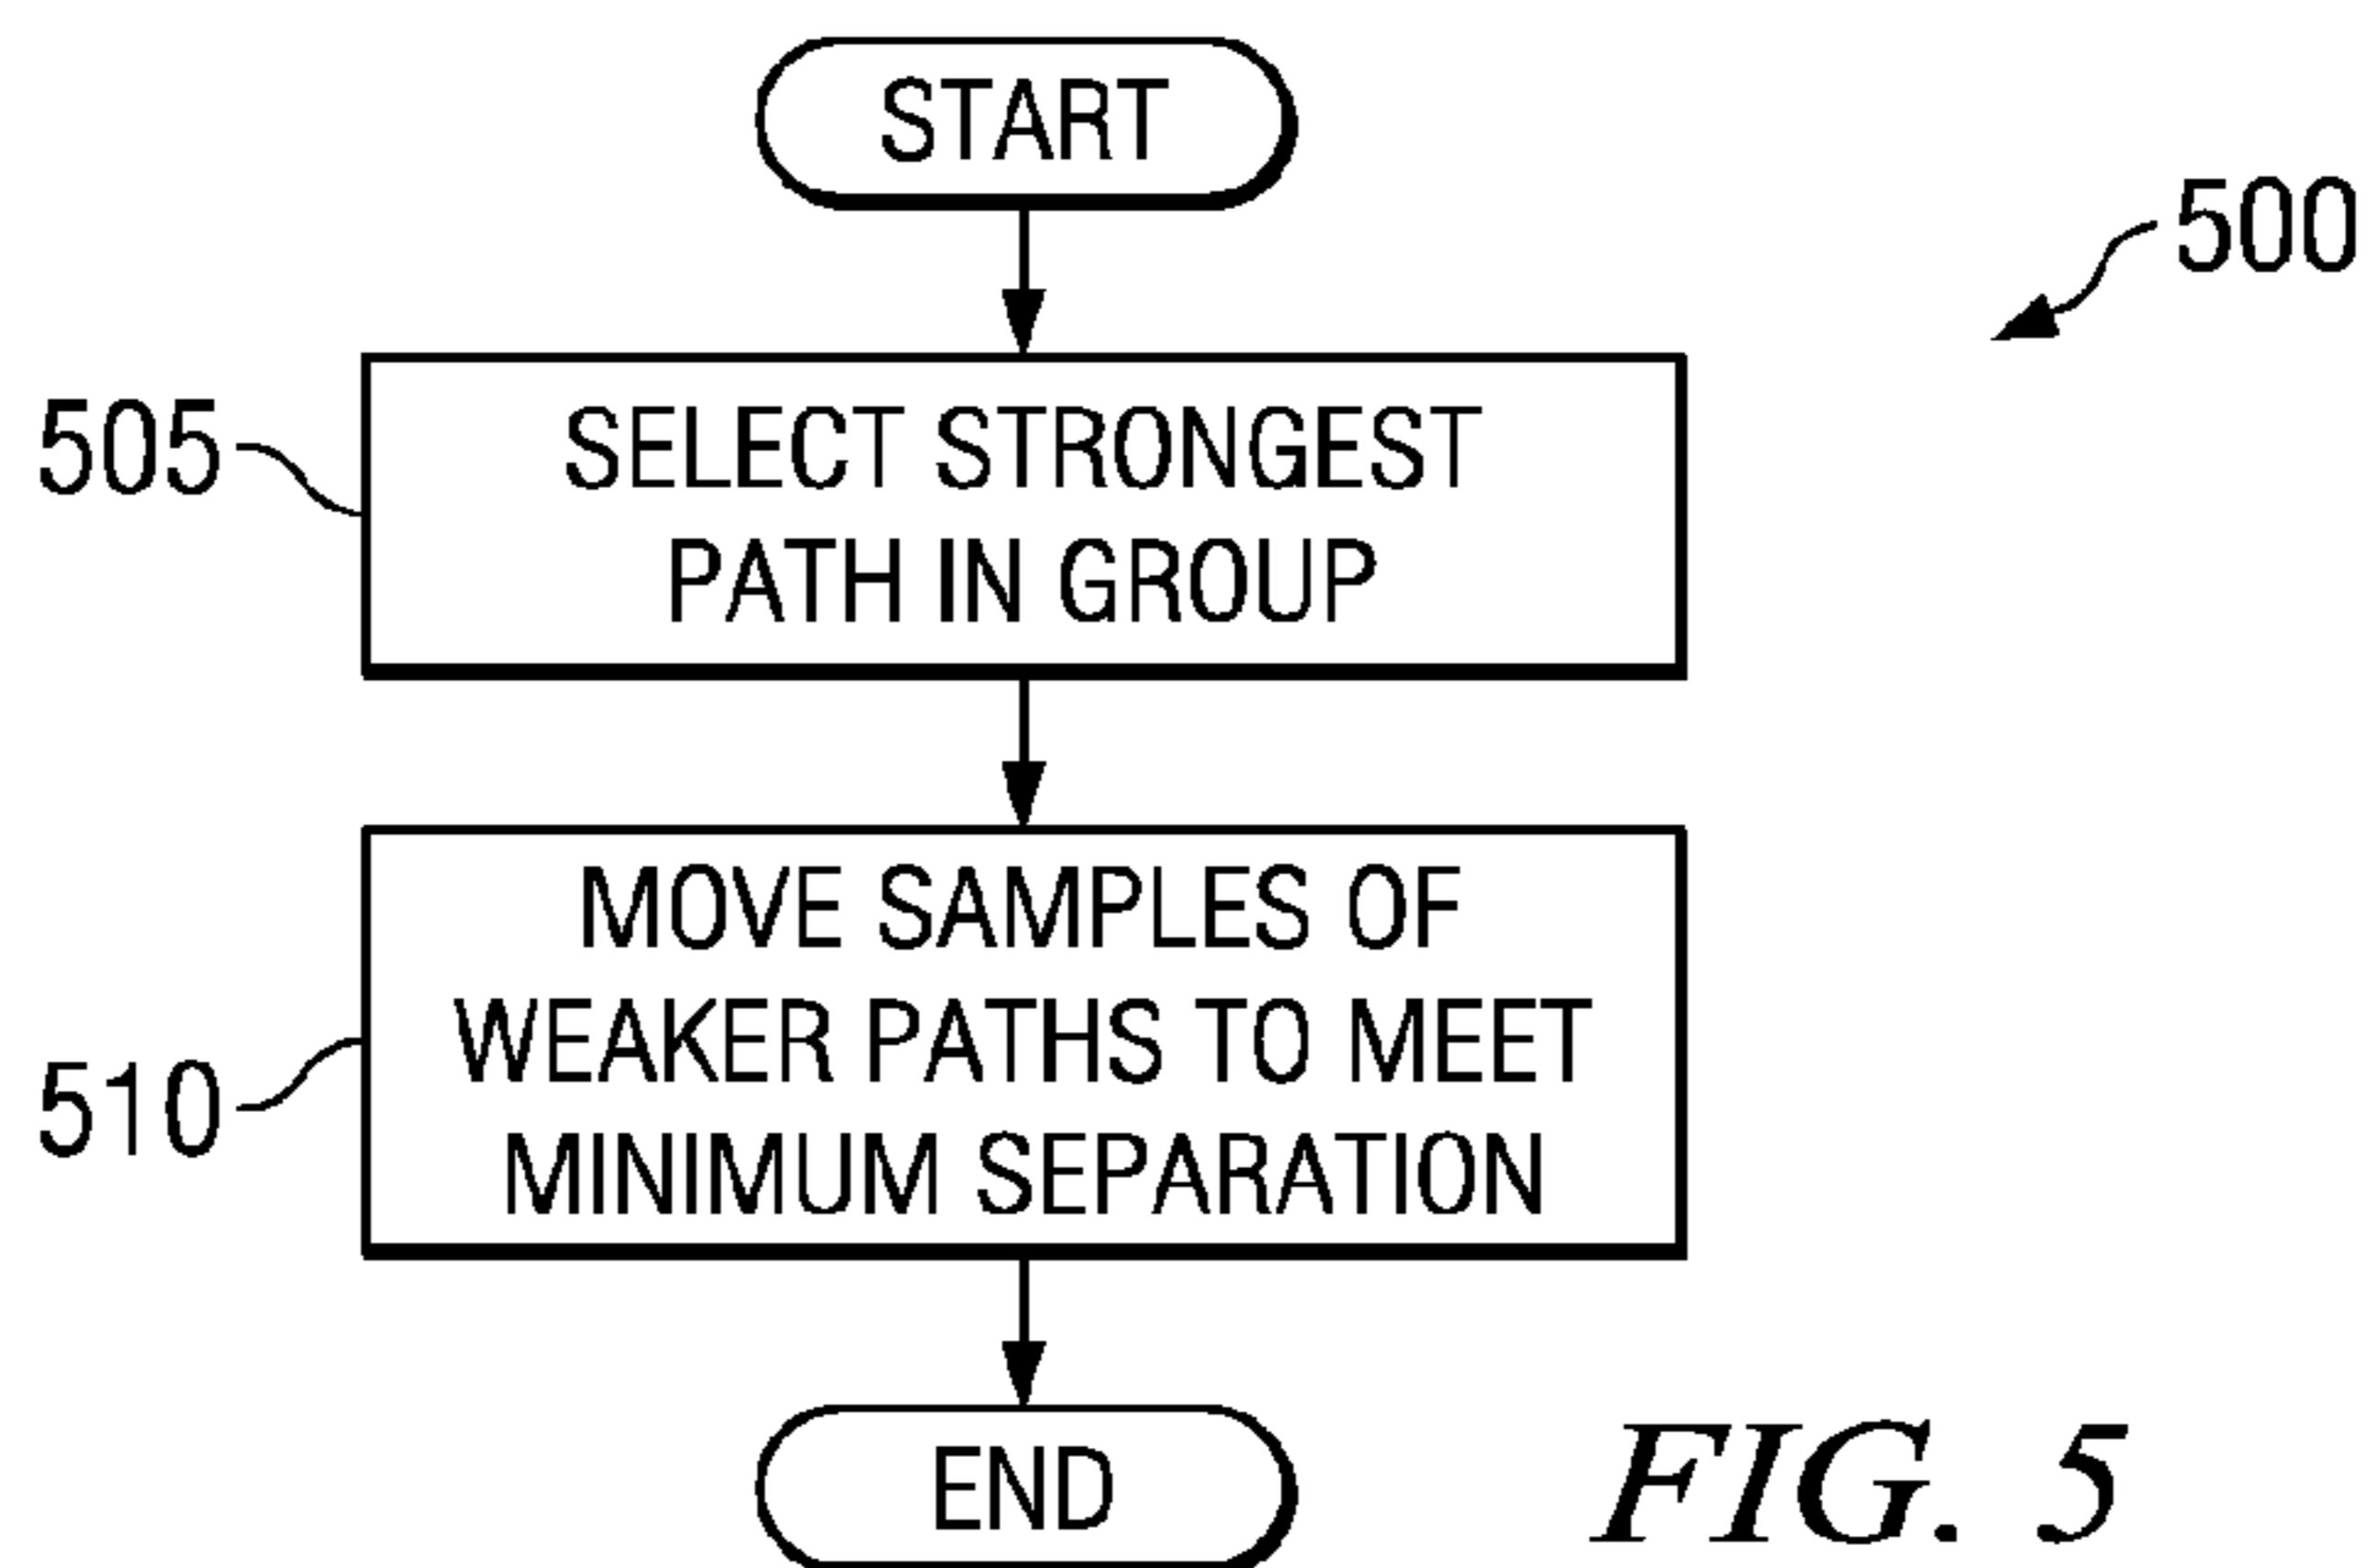 START
500
505
SELECT STRONGEST
PATH IN GROUP
MOVE SAMPLES OF
WEAKER PATHS TO MEET
MINIMUM SEPARATION
510
END
FIG. 5